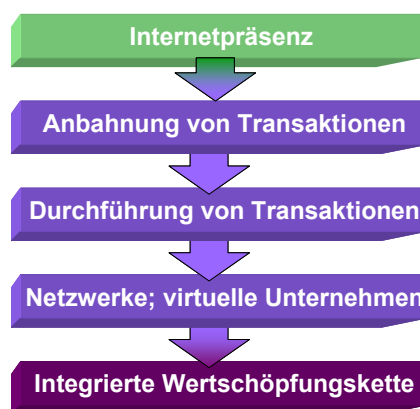 Internetpräsenz
Anbahnung von Transaktionen
Durchführung von Transaktionen
Netzwerke; virtuelle Unternehmen
Integrierte Wertschöpfungskette